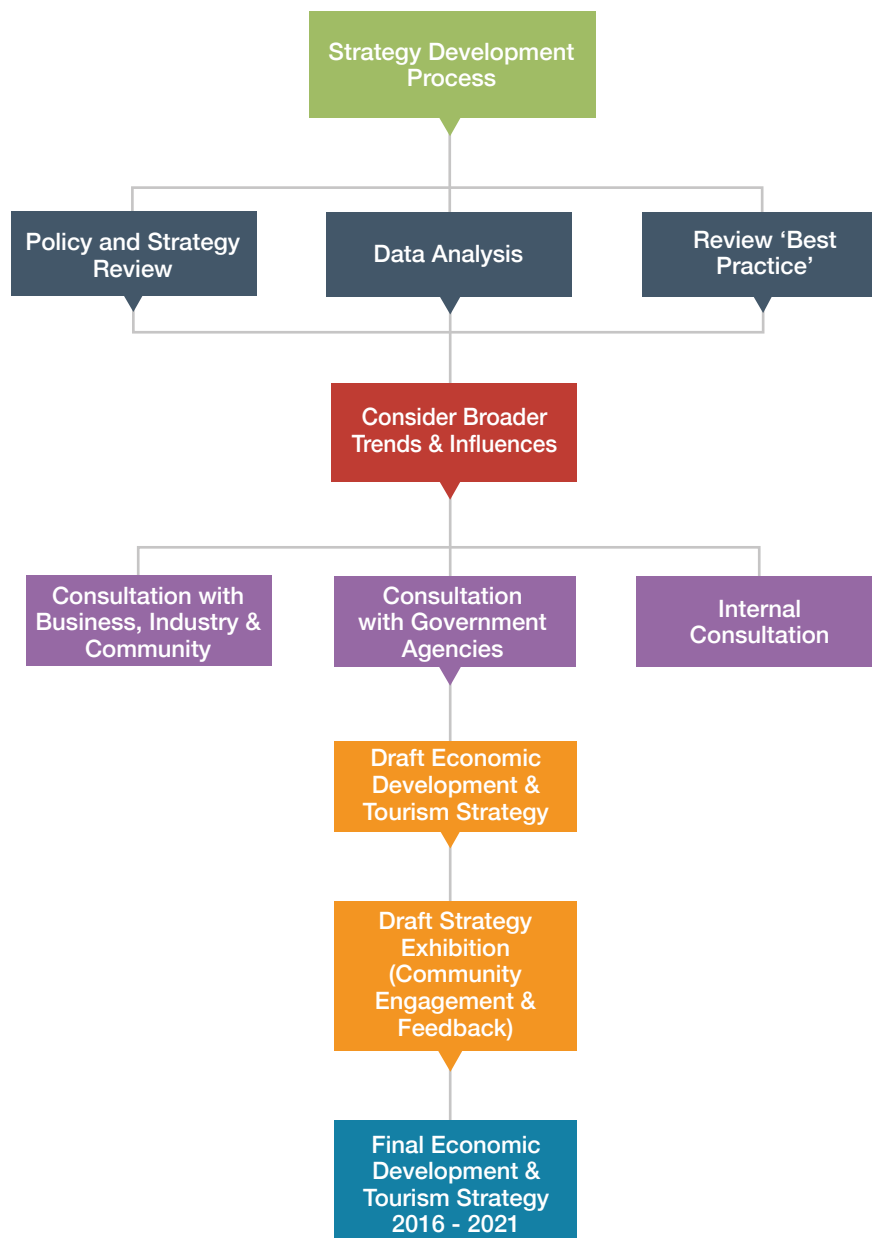 Strategy Development
Process
Policy and Strategy
Review
Data Analysis
Review ‘Best
Practice’
Consider Broader
Trends & Influences
Consultation with
Business, Industry &
Community
Consultation
with Government
Agencies
Internal
Consultation
Draft Economic
Development &
Tourism Strategy
Draft Strategy
Exhibition
(Community
Engagement &
Feedback)
Final Economic
Development &
Tourism Strategy
2016 - 2021